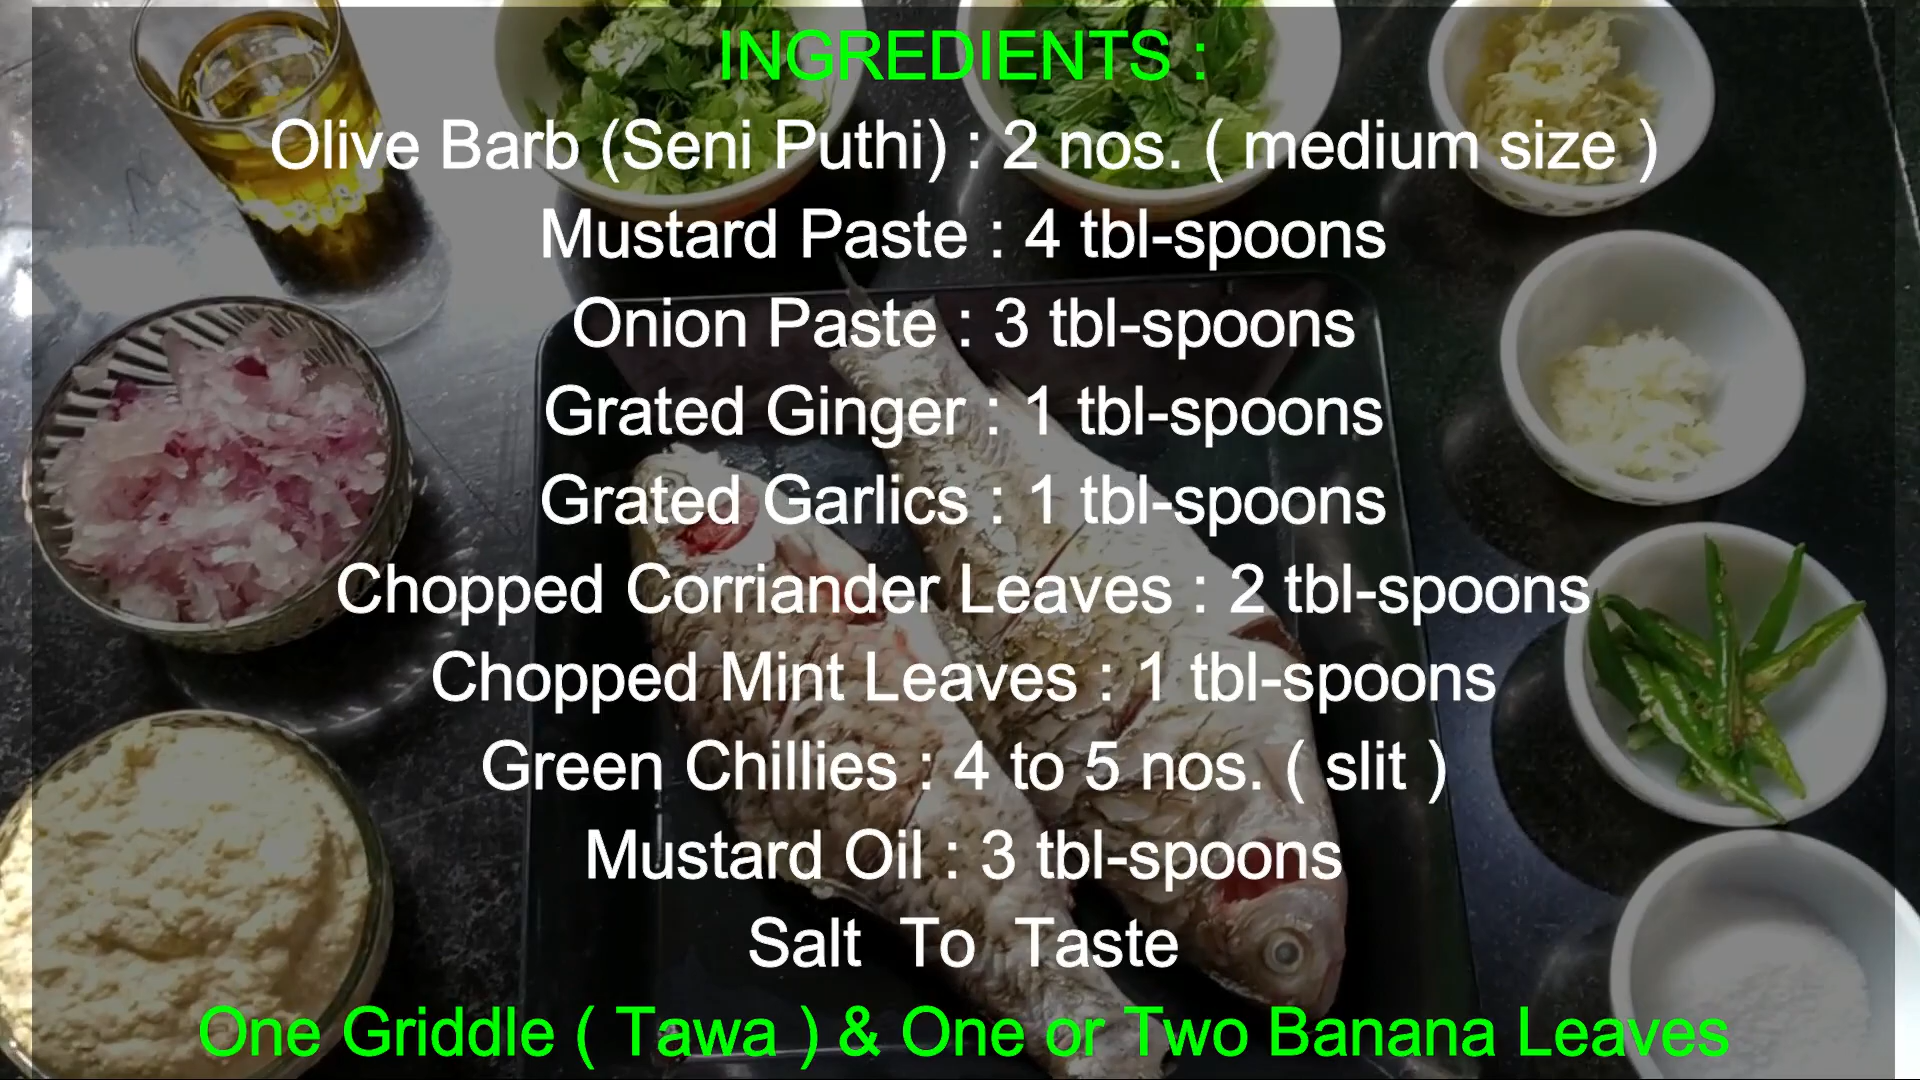 INGREDIENTS :
Olive Barb (Seni Puthi) : 2 nos. ( medium size )
Mustard Paste : 4 tbl-spoons
Onion Paste : 3 tbl-spoons
Grated Ginger : 1 tbl-spoons
Grated Garlics : 1 tbl-spoons
Chopped Corriander Leaves : 2 tbl-spoons
Chopped Mint Leaves : 1 tbl-spoons
Green Chillies : 4 to 5 nos. ( slit )
Mustard Oil : 3 tbl-spoons
Salt To Taste
One Griddle ( Tawa ) & One or Two Banana Leaves